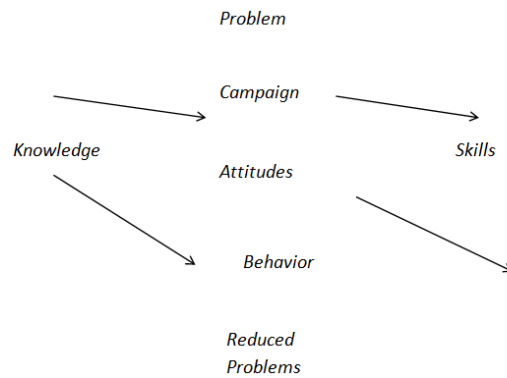 Problem
Campaign
Knowledge
Skills
Attitudes
Behavior
Reduced
Problems